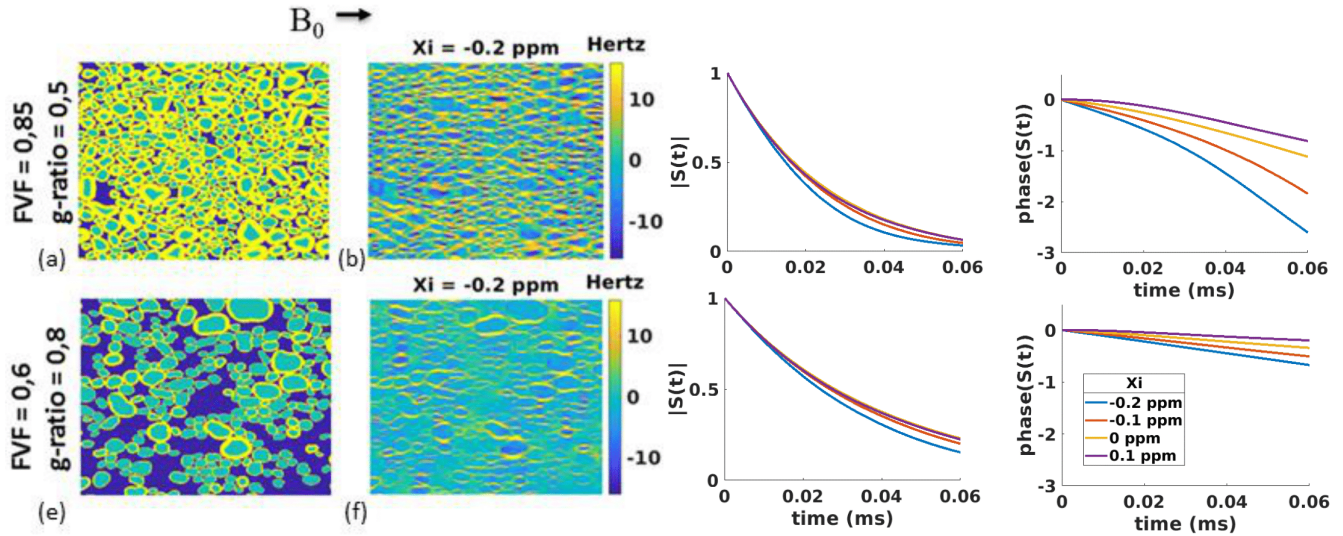 B0
FVF = 0,85
g-ratio = 0,5
(a)
Xi = -0.2 ppm
Hertz
10
0
-10
(b)
|S(t)|
1
0.5
0
0 0.02 0.04 0.06
time (ms)
phase(S(t))
0
-1
-2
-3
0 0.02 0.04 0.06
time (ms)
FVF = 0,6
g-ratio = 0,8
(e)
Xi = -0.2 ppm
Hertz
10
0
-10
(f)
|S(t)|
1
0.5
0
0 0.02 0.04 0.06
time (ms)
phase(S(t))
0
-1
-2
-3
0 0.02 0.04 0.06
time (ms)
Xi
-0.2 ppm
-0.1 ppm
0 ppm
0.1 ppm